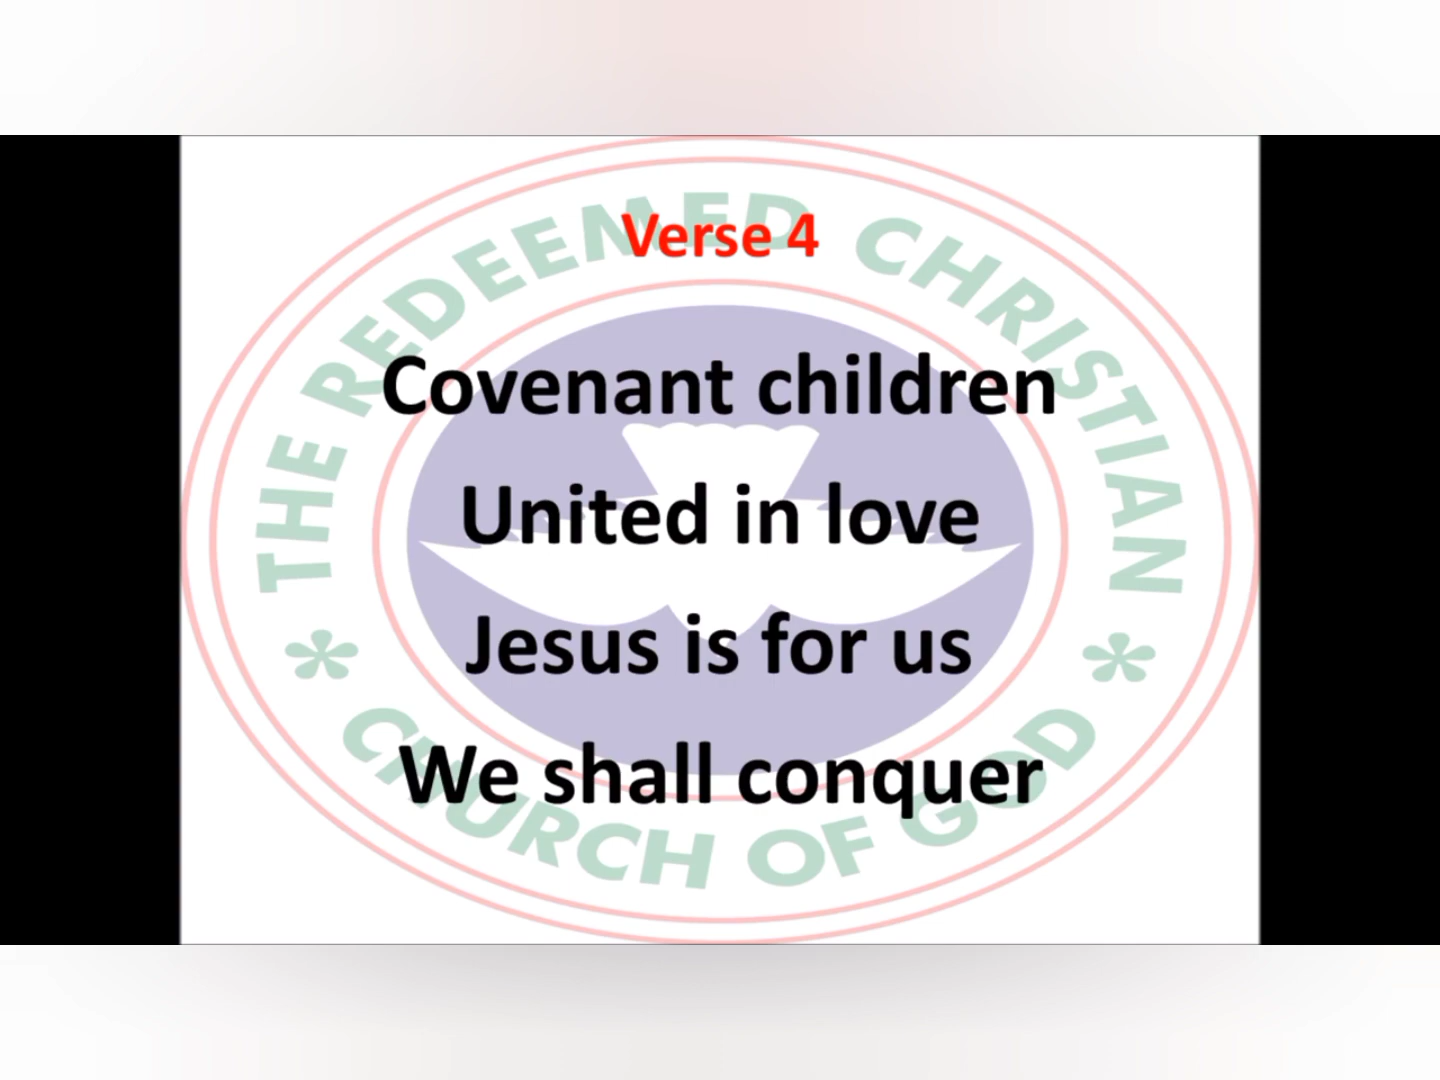 Verse 4
THE REDEEMED CHRISTIAN
Covenant children
United in love
Jesus is for us
We shall conquer
* CHURCH OF GOD *